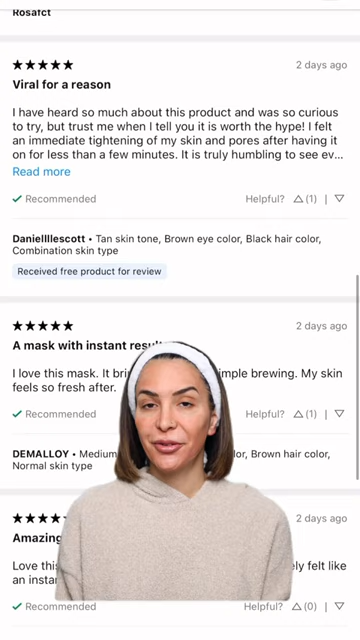 Rosafct
★★★★★ 2 days ago
Viral for a reason
I have heard so much about this product and was so curious
to try, but trust me when I tell you it is worth the hype! I felt
an immediate tightening of my skin and pores after having it
on for less than a few minutes. It is truly humbling to see ev...
Read more
Recommended Helpful? (1) |
Daniellllescott • Tan skin tone, Brown eye color, Black hair color,
Combination skin type
Received free product for review
★★★★★ 2 days ago
A mask with instant
I love this mask. It imple brewing. My skin
feels so fresh after.
Recommended Helpful? (1) |
DEMALLOY • Medium lor, Brown hair color,
Normal skin type
★★★★ 2 days ago
Amazing
Love ely felt like
an
Recommended Helpful? (0) |